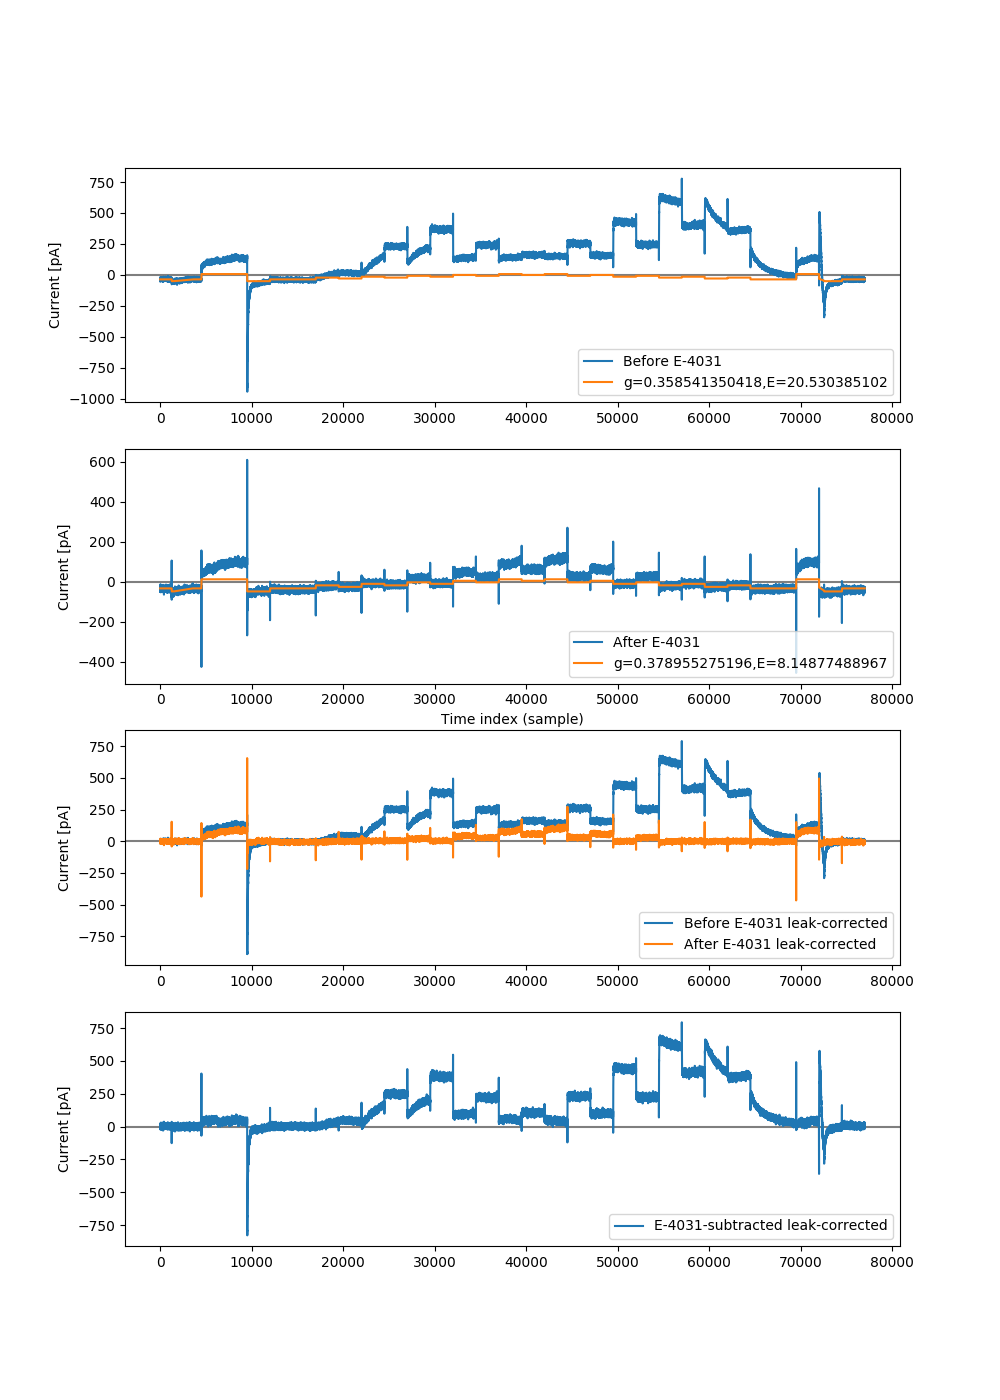 750
500
250
0
−250
−500
−750
−1000
Current [pA]
Before E-4031
g=0.358541350418,E=20.530385102
0 10000 20000 30000 40000 50000 60000 70000 80000
600
400
200
0
−200
−400
Current [pA]
After E-4031
g=0.378955275196,E=8.14877488967
0 10000 20000 30000 40000 50000 60000 70000 80000
Time index (sample)
750
500
250
0
−250
−500
−750
Current [pA]
Before E-4031 leak-corrected
After E-4031 leak-corrected
0 10000 20000 30000 40000 50000 60000 70000 80000
750
500
250
0
−250
−500
−750
Current [pA]
E-4031-subtracted leak-corrected
0 10000 20000 30000 40000 50000 60000 70000 80000